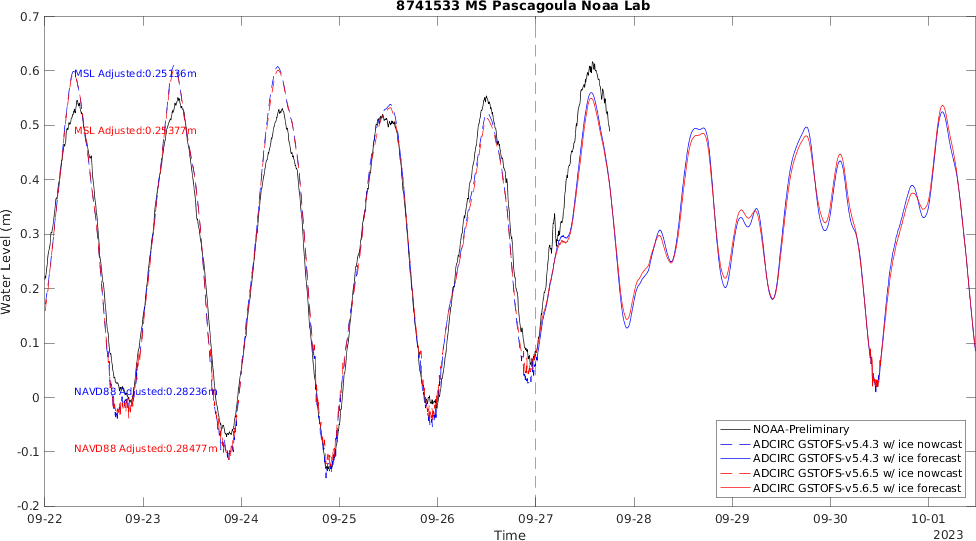 8741533 MS Pascagoula Noaa Lab
0.7
0.6
0.5
0.4
0.3
0.2
0.1
0
-0.1
-0.2
Water Level (m)
MSL Adjusted:0.25136m
MSL Adjusted:0.25377m
NAVD88 Adjusted:0.28236m
NAVD88 Adjusted:0.28477m
NOAA-Preliminary
ADCIRC GSTOFS-v5.4.3 w/ ice nowcast
ADCIRC GSTOFS-v5.4.3 w/ ice forecast
ADCIRC GSTOFS-v5.6.5 w/ ice nowcast
ADCIRC GSTOFS-v5.6.5 w/ ice forecast
09-22 09-23 09-24 09-25 09-26 09-27 09-28 09-29 09-30 10-01
2023
Time